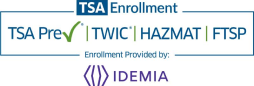 TSA Enrollment
TSA Pre✓® | TWIC® | HAZMAT | FTSP
Enrollment Provided by:
IDEMIA